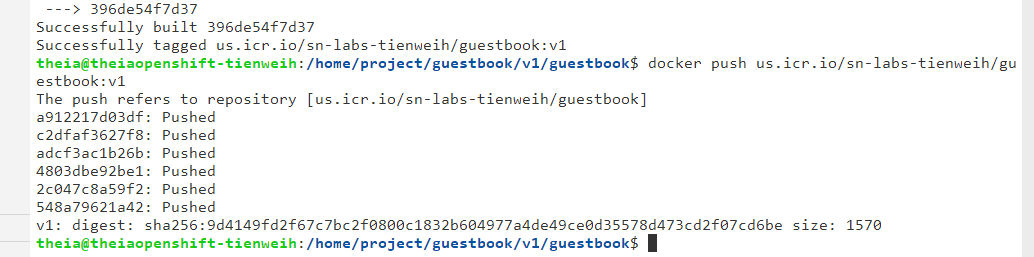 ---> 396de54f7d37
Successfully built 396de54f7d37
Successfully tagged us.icr.io/sn-labs-tienweih/guestbook:v1
theia@theiaopenshift-tienweih:/home/project/guestbook/v1/guestbook$ docker push us.icr.io/sn-labs-tienweih/gu
estbook:v1
The push refers to repository [us.icr.io/sn-labs-tienweih/guestbook]
a912217d03df: Pushed
c2dfaf3627f8: Pushed
adcf3ac1b26b: Pushed
4803dbe92be1: Pushed
2c047c8a59f2: Pushed
548a79621a42: Pushed
v1: digest: sha256:9d4149fd2f67c7bc2f0800c1832b604977a4de49ce0d35578d473cd2f07cd6be size: 1570
theia@theiaopenshift-tienweih:/home/project/guestbook/v1/guestbook$